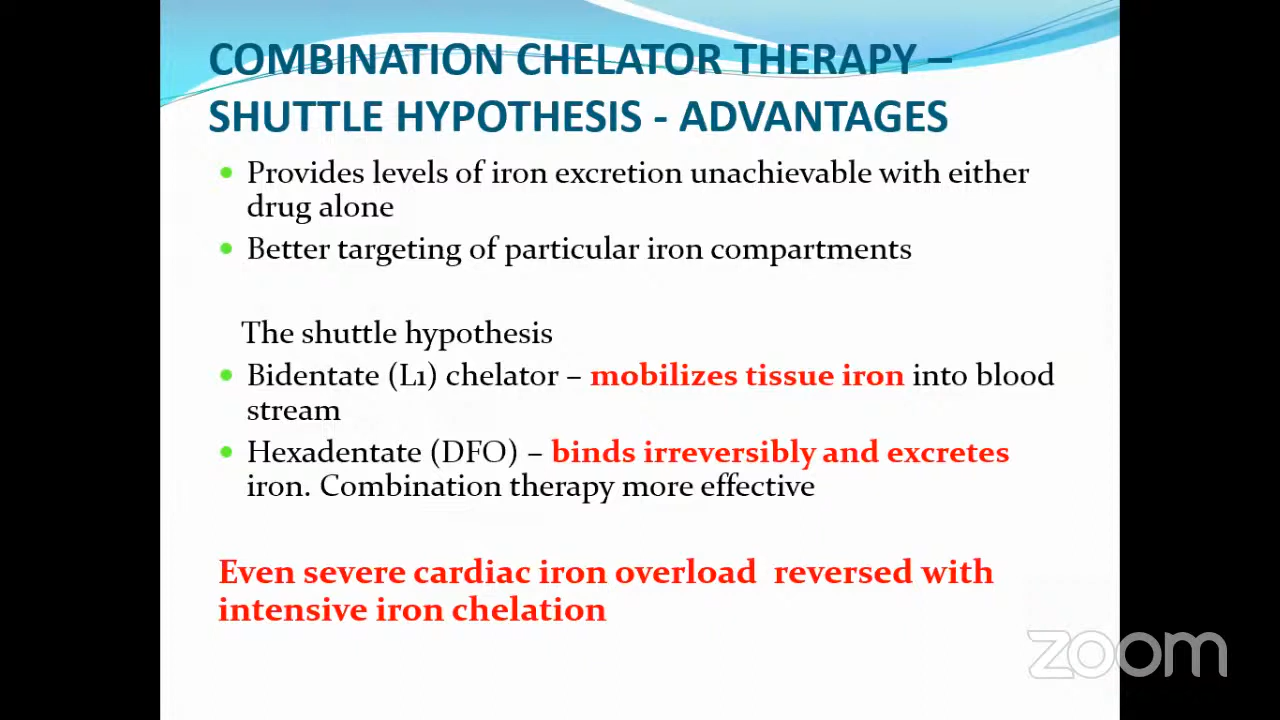 COMBINATION CHELATOR THERAPY –
SHUTTLE HYPOTHESIS - ADVANTAGES
Provides levels of iron excretion unachievable with either
drug alone
Better targeting of particular iron compartments
The shuttle hypothesis
Bidentate (L1) chelator – mobilizes tissue iron into blood
stream
Hexadentate (DFO) – binds irreversibly and excretes
iron. Combination therapy more effective
Even severe cardiac iron overload reversed with
intensive iron chelation
zoom